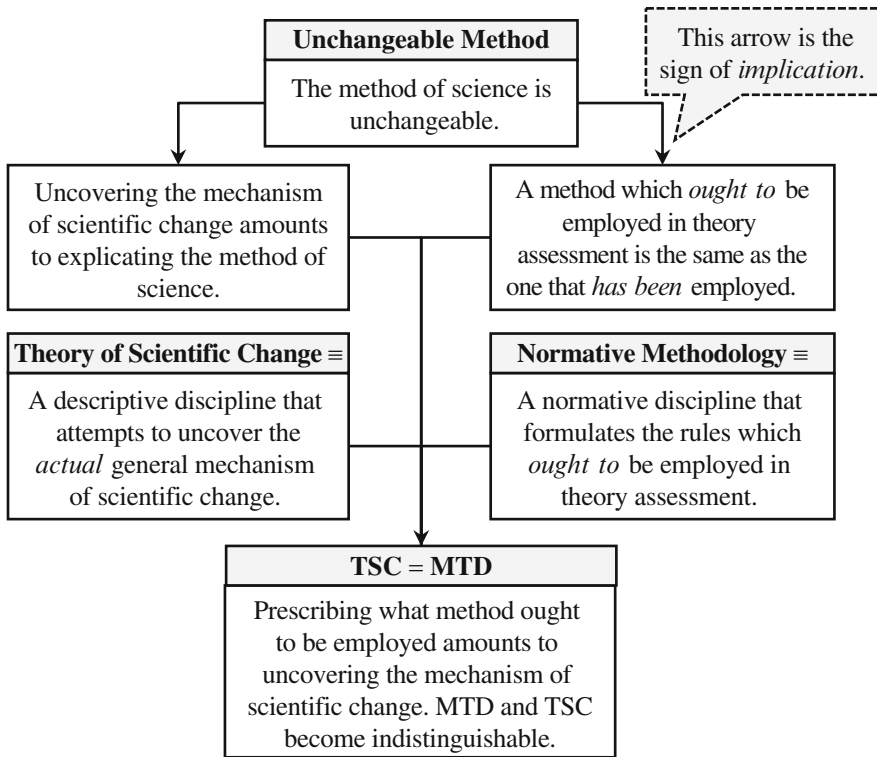 Unchangeable Method
The method of science is
unchangeable.
This arrow is the
sign of implication.
Uncovering the mechanism
of scientific change amounts
to explicating the method of
science.
A method which ought to be
employed in theory
assessment is the same as the
one that has been employed.
Theory of Scientific Change ≡
A descriptive discipline that
attempts to uncover the
actual general mechanism
of scientific change.
Normative Methodology ≡
A normative discipline that
formulates the rules which
ought to be employed in
theory assessment.
TSC = MTD
Prescribing what method ought
to be employed amounts to
uncovering the mechanism of
scientific change. MTD and TSC
become indistinguishable.